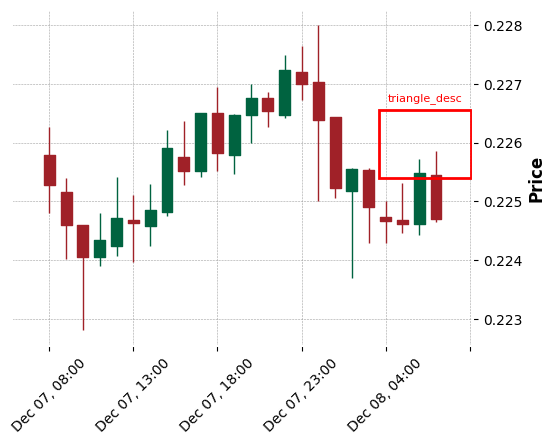 0.228
0.227
triangle_desc
0.226
0.225
0.224
0.223
Price
Dec 07, 08:00
Dec 07, 13:00
Dec 07, 18:00
Dec 07, 23:00
Dec 08, 04:00